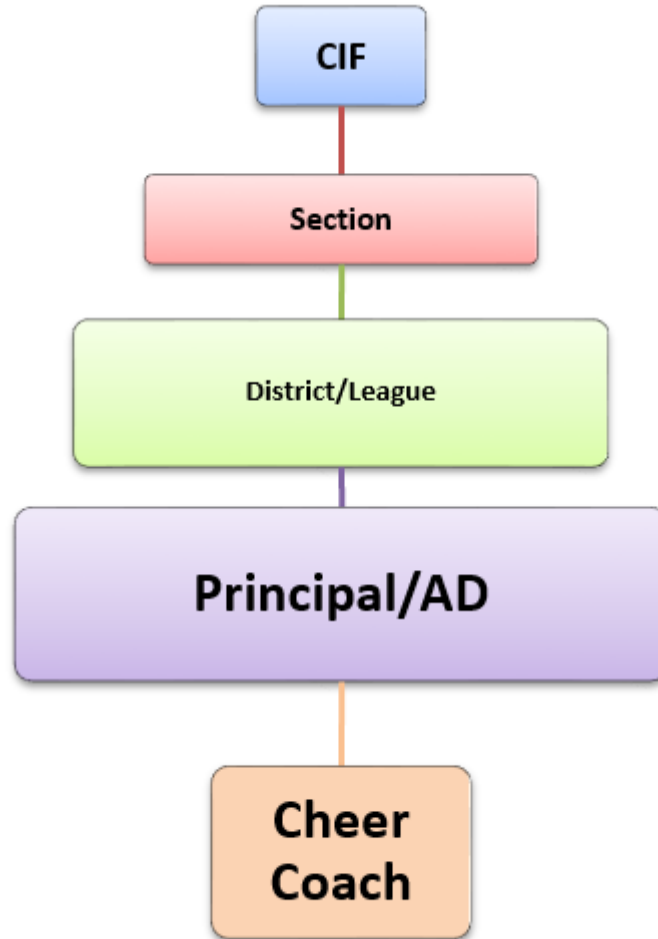 CIF
Section
District/League
Principal/AD
Cheer
Coach